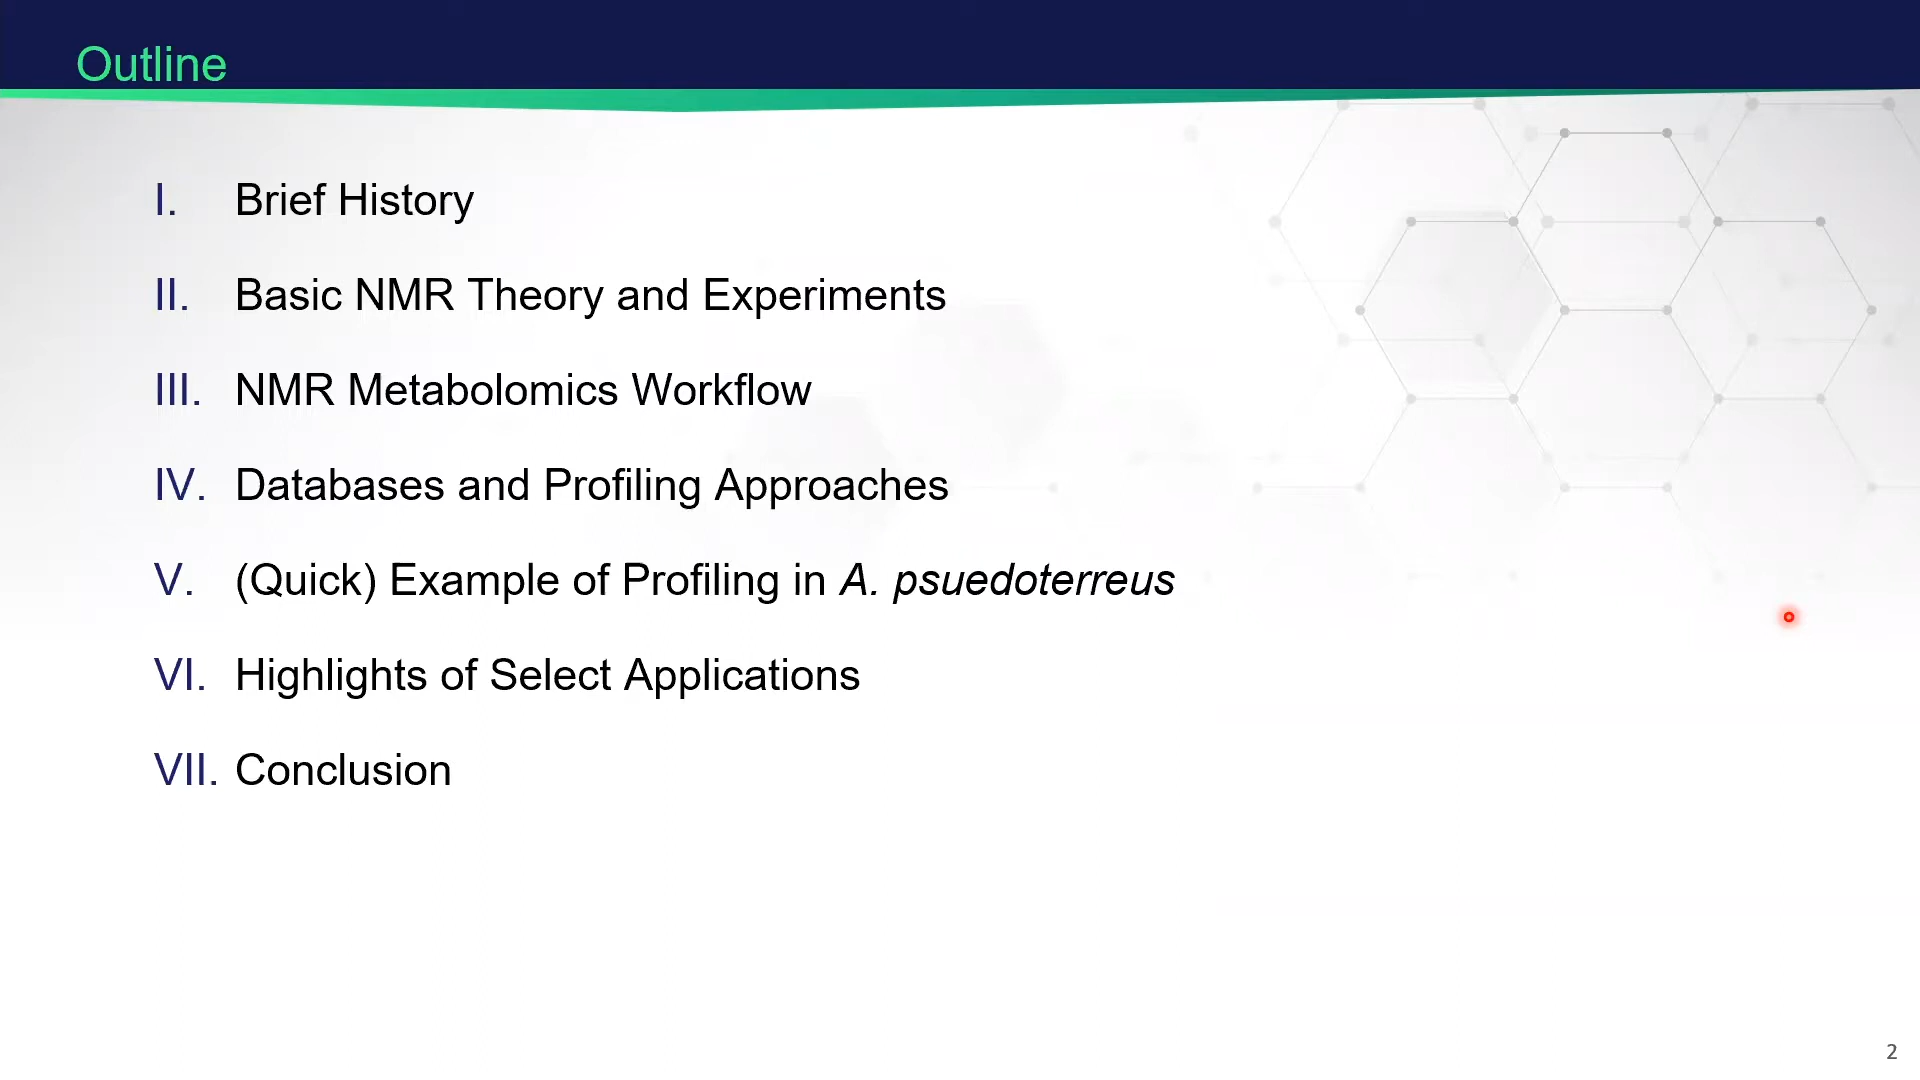 Outline
I. Brief History
II. Basic NMR Theory and Experiments
III. NMR Metabolomics Workflow
IV. Databases and Profiling Approaches
V. (Quick) Example of Profiling in A. psuedoterreus
VI. Highlights of Select Applications
VII. Conclusion
2